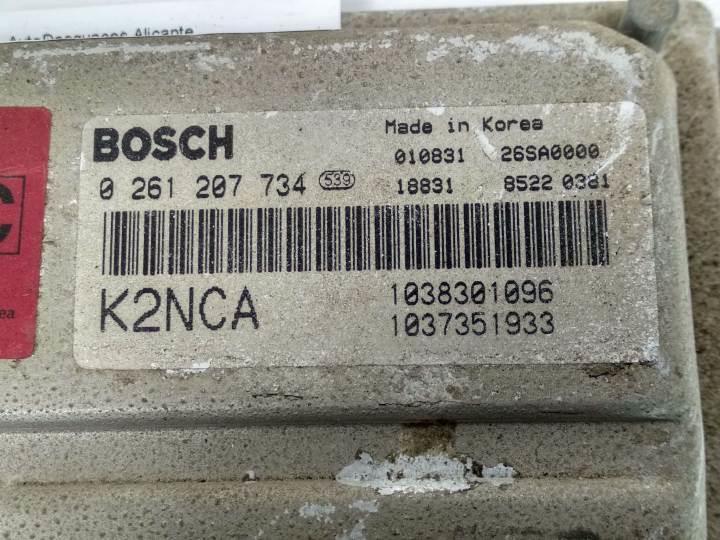 AutoDesguaces Alicante
BOSCH
Made in Korea
010831 26SA0000
0 261 207 734 539
18831 8522 0381
C
ea
K2NCA
1038301096
1037351933